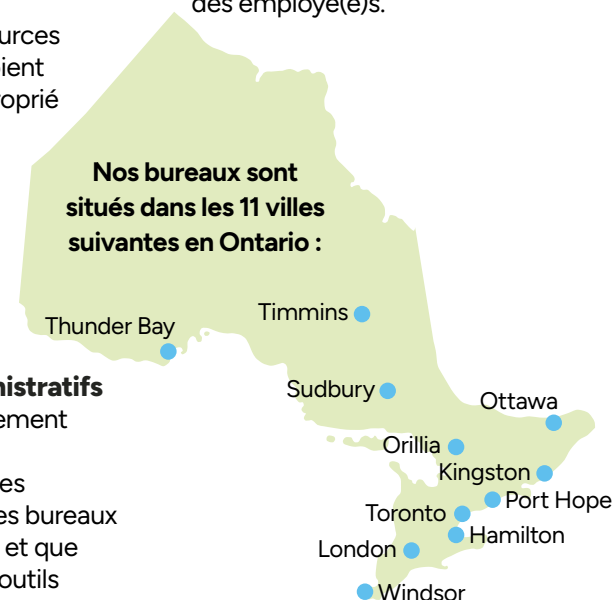 des employé(e)s.
urces
ient
roprié
Nos bureaux sont
situés dans les 11 villes
suivantes en Ontario :
Timmins
Thunder Bay
Sudbury
nistratifs
ement
Ottawa
Orillia
Kingston
es
Port Hope
es bureaux
Toronto
Hamilton
et que
London
outils
Windsor